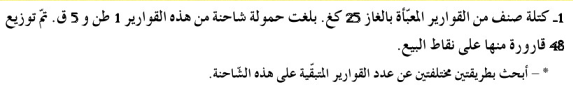 1ـ كتلة صنف من القوارير المعبّأة بالغاز 25 كغ. بلغت حمولة شاحنة من هذه القوارير 1 طن و 5 ق. تمّ توزيع
48 قارورة منها على نقاط البيع.
* – أبحث بطريقتين مختلفتين عن عدد القوارير المتبقّية على هذه الشّاحنة.